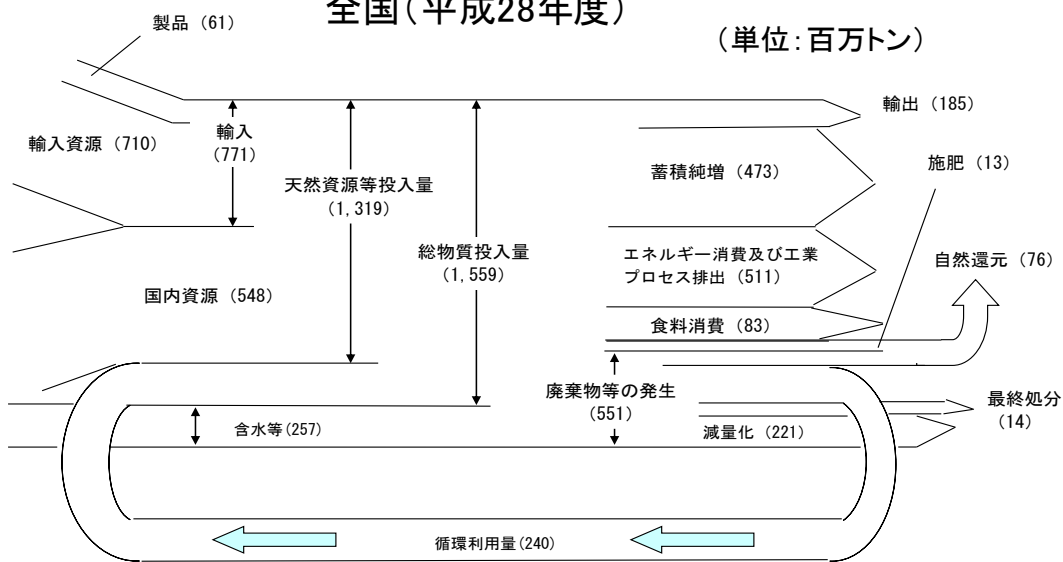 全国(平成28年度)
(単位:百万トン)
製品(61)
輸出(185)
輸入
(771)
輸入資源(710)
施肥(13)
蓄積純増(473)
天然資源等投入量
(1,319)
総物質投入量
(1,559)
エネルギー消費及び工業
プロセス排出(511)
自然還元(76)
国内資源(548)
食料消費(83)
廃棄物等の発生
(551)
最終処分
(14)
含水等(257)
減量化(221)
循環利用量(240)